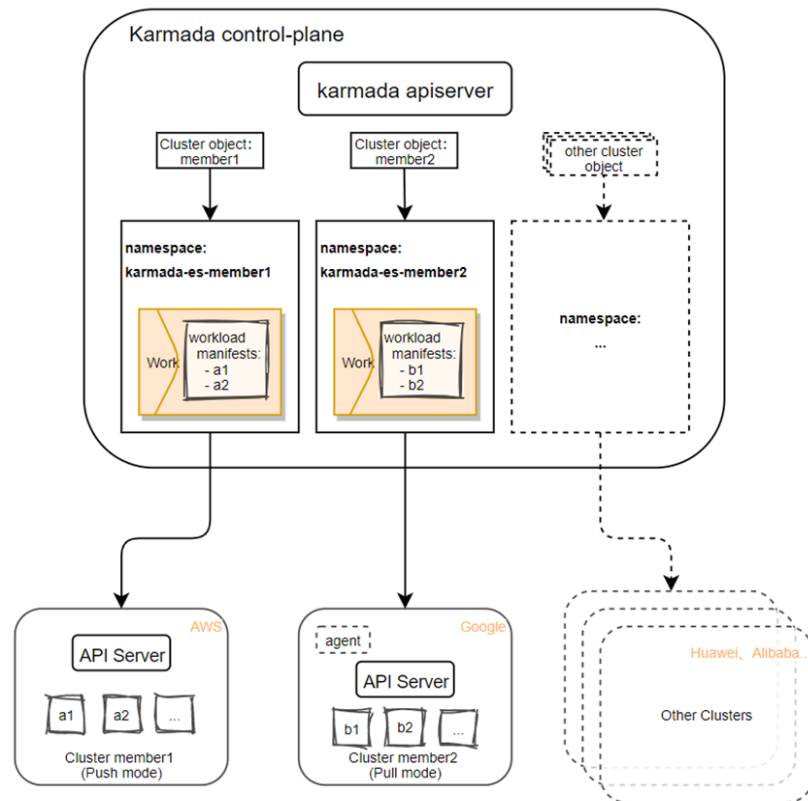 Karmada control-plane
karmada apiserver
Cluster object：
member1
Cluster object：
member2
other cluster
object
namespace:
karmada-es-member1
Work
workload
manifests:
- a1
- a2
namespace:
karmada-es-member2
Work
workload
manifests:
- b1
- b2
namespace:
...
AWS
API Server
a1
a2
...
Cluster member1
(Push mode)
Google
agent
API Server
b1
b2
...
Cluster member2
(Pull mode)
Huawei、Alibaba...
Other Clusters